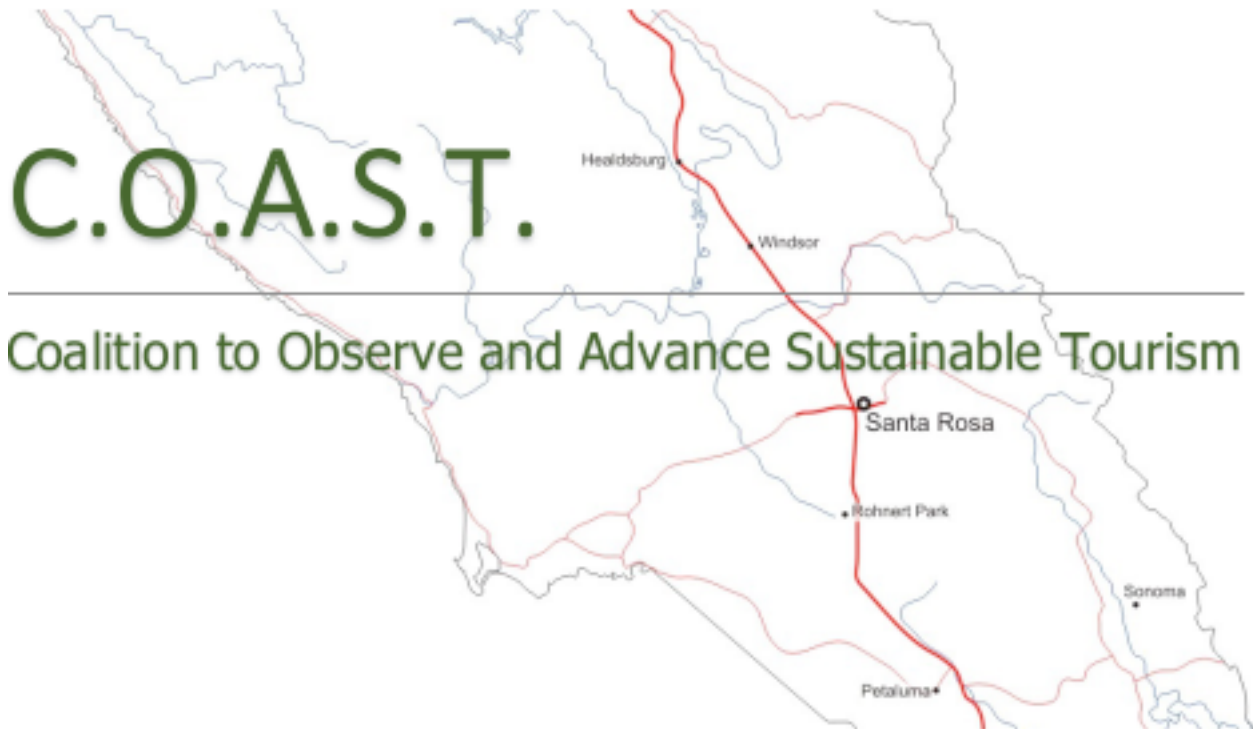 Healdsburg
C.O.A.S.T.
Windsor
Coalition to Observe and Advance Sustainable Tourism
Santa Rosa
Rohnert Park
Sonoma
Petaluma